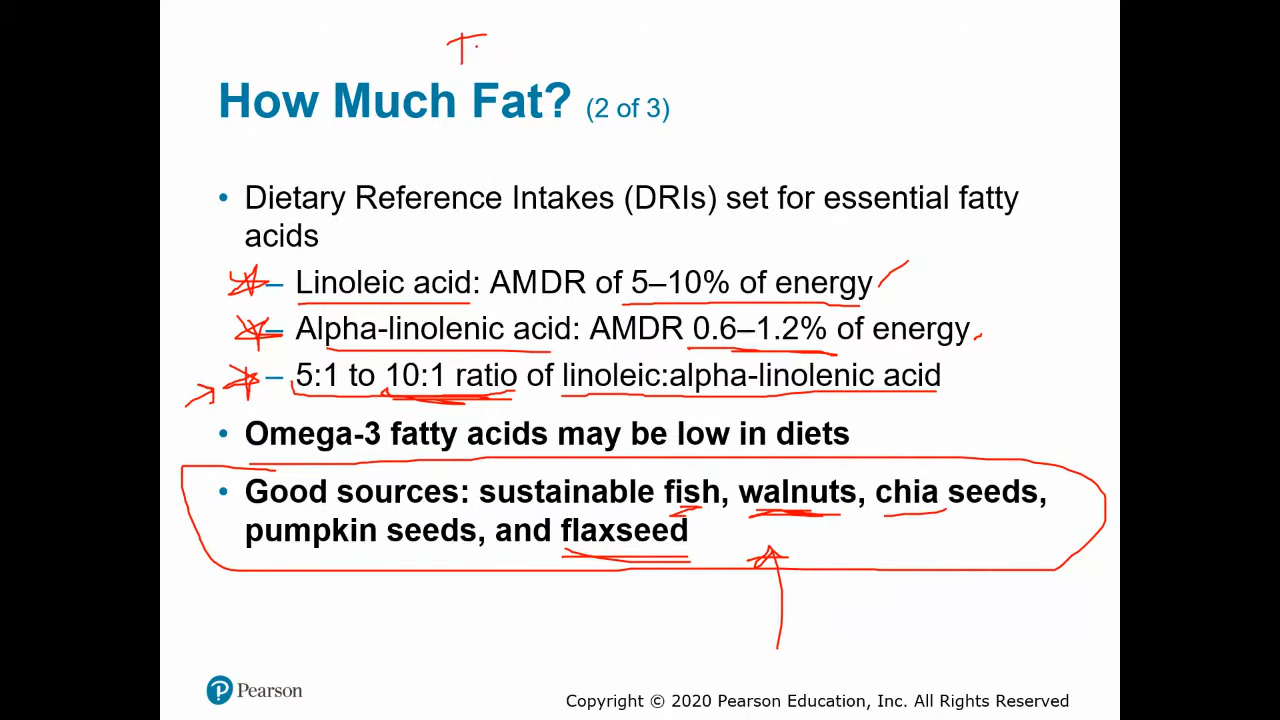 How Much Fat? (2 of 3)
• Dietary Reference Intakes (DRIs) set for essential fatty
acids
– Linoleic acid: AMDR of 5–10% of energy
– Alpha-linolenic acid: AMDR 0.6–1.2% of energy
– 5:1 to 10:1 ratio of linoleic:alpha-linolenic acid
• Omega-3 fatty acids may be low in diets
• Good sources: sustainable fish, walnuts, chia seeds,
pumpkin seeds, and flaxseed
Pearson
Copyright © 2020 Pearson Education, Inc. All Rights Reserved